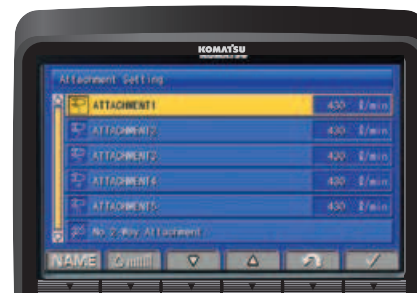 KOMATSU
Attachment Setting
ATTACHMENT1 430 ℓ/min
ATTACHMENT2 430 ℓ/min
ATTACHMENT3 430 ℓ/min
ATTACHMENT4 430 ℓ/min
ATTACHMENT5 430 ℓ/min
No 2-Way Attachment
NAME